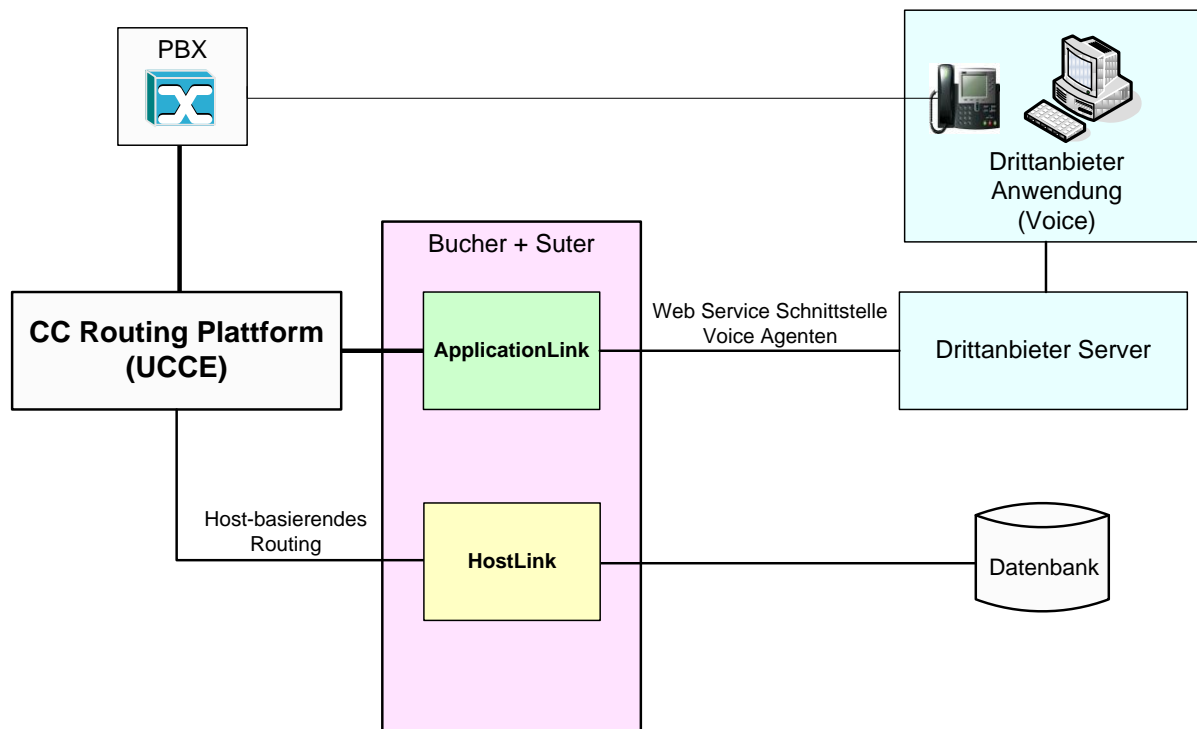 PBX
Drittanbieter
Anwendung
(Voice)
Bucher + Suter
CC Routing Plattform
(UCCE)
ApplicationLink
Web Service Schnittstelle
Voice Agenten
Drittanbieter Server
Host-basierendes
Routing
HostLink
Datenbank